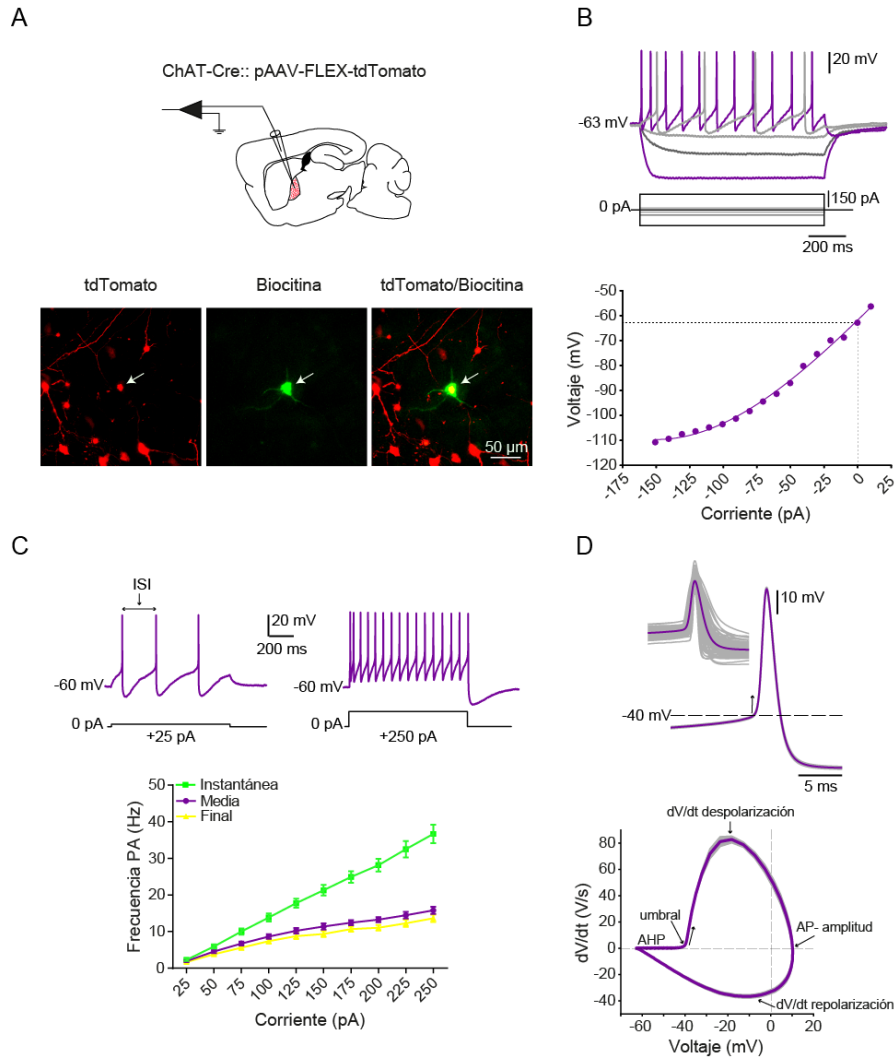 A
ChAT-Cre:: pAAV-FLEX-tdTomato
tdTomato
Biocitina
tdTomato/Biocitina
50 µm
B
20 mV
-63 mV
0 pA
150 pA
200 ms
Voltaje (mV)
-50
-60
-70
-80
-90
-100
-110
-120
-175
-150
-125
-100
-75
-50
-25
0
25
Corriente (pA)
C
ISI
20 mV
200 ms
-60 mV
-60 mV
0 pA
+25 pA
0 pA
+250 pA
Frecuencia PA (Hz)
Instantánea
Media
Final
50
40
30
20
10
0
25
50
75
100
125
150
175
200
225
250
Corriente (pA)
D
10 mV
-40 mV
5 ms
dV/dt despolarización
dV/dt (V/s)
80
60
40
20
0
-20
-40
umbral
AHP
AP- amplitud
dV/dt repolarización
-60
-40
-20
0
20
Voltaje (mV)